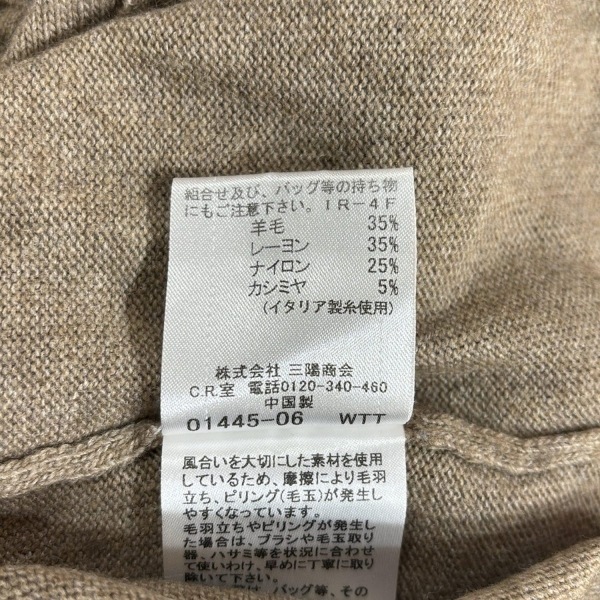 組合せ及び、バッグ等の持ち物
にもご注意下さい。IR-4F
羊毛 35%
レーヨン 35%
ナイロン 25%
カシミヤ 5%
(イタリア製糸使用)
株式会社 三陽商会
C.R.室 電話0120-340-460
中国製
01445-06 WTT
風合いを大切にした素材を使用
しているため、摩擦により毛羽
立ち、ピリング(毛玉)が発生し
やすくなっています。
毛羽立ちやピリングが発生し
た場合は、ブラシや毛玉取り
器、ハサミ等を状況に合わせ
て使いわけ、早めに丁寧に取り
除いて下さい。
は、バッグ等、その